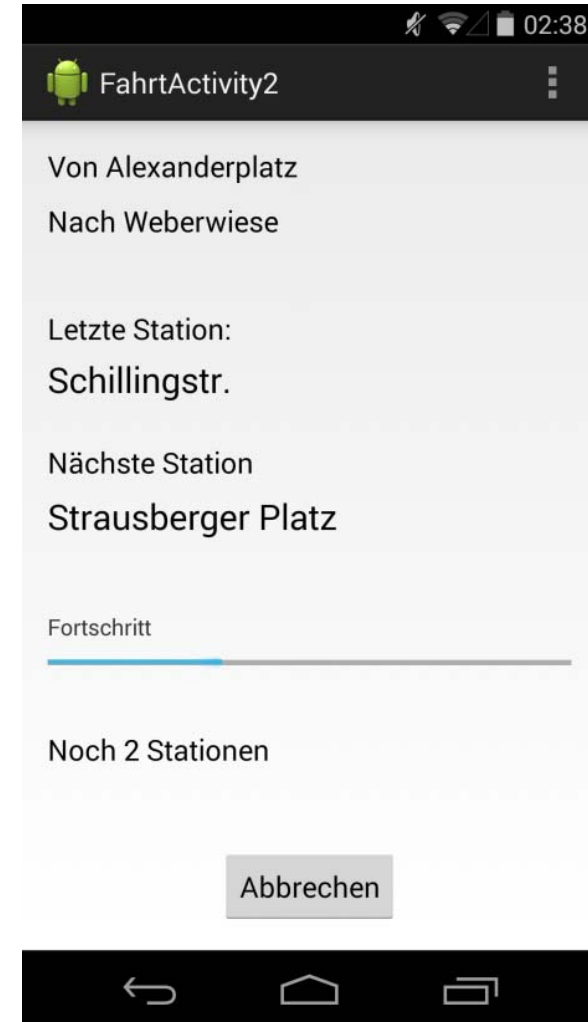 02:38
FahrtActivity2
Von Alexanderplatz
Nach Weberwiese
Letzte Station:
Schillingstr.
Nächste Station
Strausberger Platz
Fortschritt
Noch 2 Stationen
Abbrechen